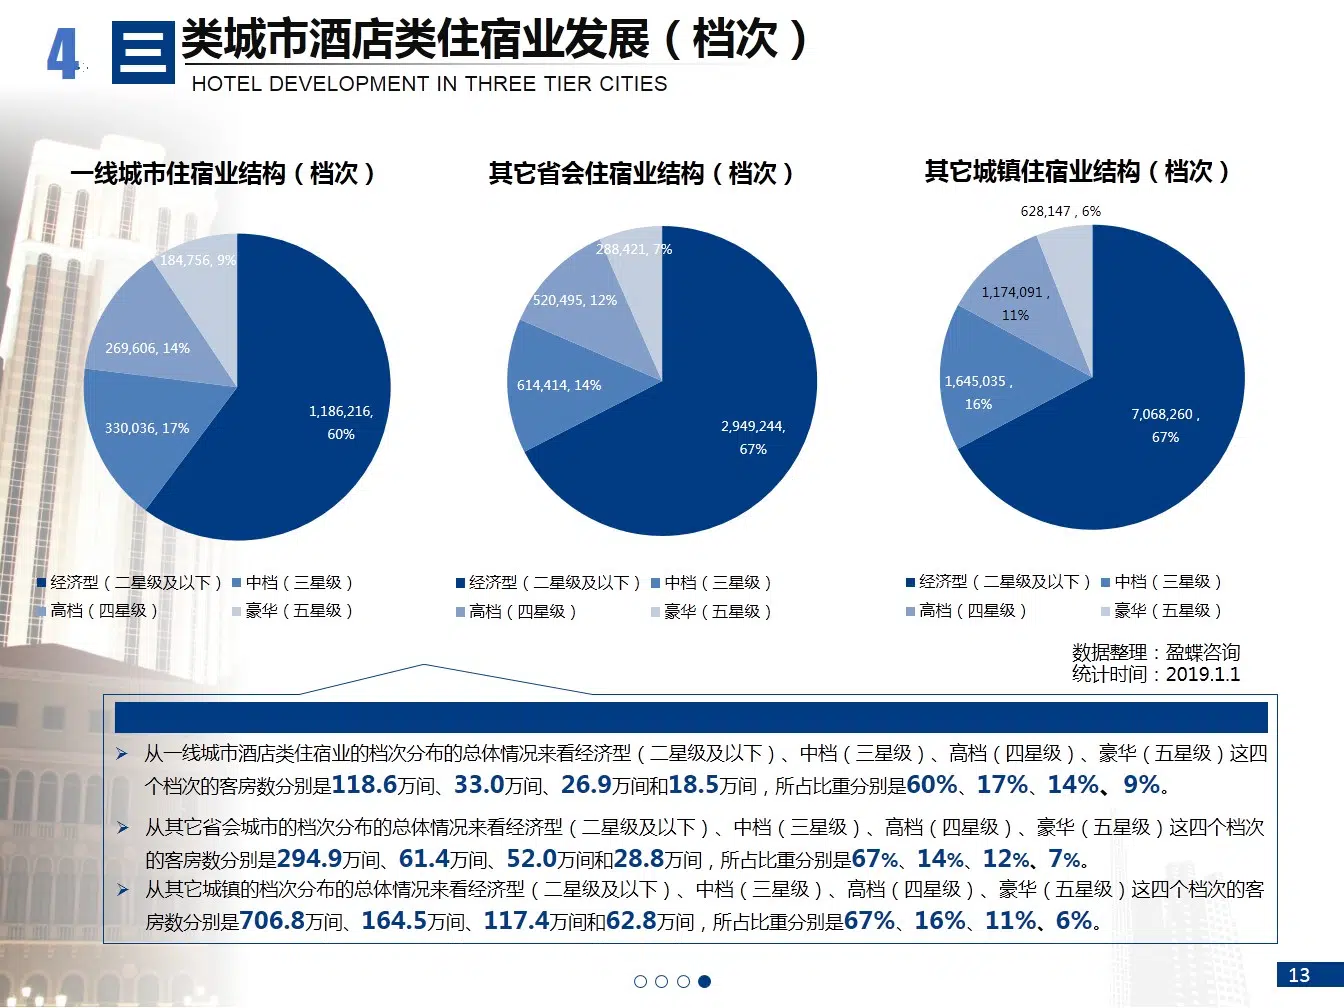 4
三类城市酒店类住宿业发展（档次）
HOTEL DEVELOPMENT IN THREE TIER CITIES
一线城市住宿业结构（档次）
184,756, 9%
269,606, 14%
330,036, 17%
1,186,216,
60%
经济型（二星级及以下） 中档（三星级）
高档（四星级） 豪华（五星级）
其它省会住宿业结构（档次）
288,421, 7%
520,495, 12%
614,414, 14%
2,949,244,
67%
经济型（二星级及以下） 中档（三星级）
高档（四星级） 豪华（五星级）
其它城镇住宿业结构（档次）
628,147 , 6%
1,174,091 ,
11%
1,645,035 ,
16%
7,068,260 ,
67%
经济型（二星级及以下） 中档（三星级）
高档（四星级） 豪华（五星级）
数据整理：盈蝶咨询
统计时间：2019.1.1
从一线城市酒店类住宿业的档次分布的总体情况来看经济型（二星级及以下）、中档（三星级）、高档（四星级）、豪华（五星级）这四
个档次的客房数分别是118.6万间、33.0万间、26.9万间和18.5万间，所占比重分别是60%、17%、14%、9%。
从其它省会城市的档次分布的总体情况来看经济型（二星级及以下）、中档（三星级）、高档（四星级）、豪华（五星级）这四个档次
的客房数分别是294.9万间、61.4万间、52.0万间和28.8万间，所占比重分别是67%、14%、12%、7%。
从其它城镇的档次分布的总体情况来看经济型（二星级及以下）、中档（三星级）、高档（四星级）、豪华（五星级）这四个档次的客
房数分别是706.8万间、164.5万间、117.4万间和62.8万间，所占比重分别是67%、16%、11%、6%。
13